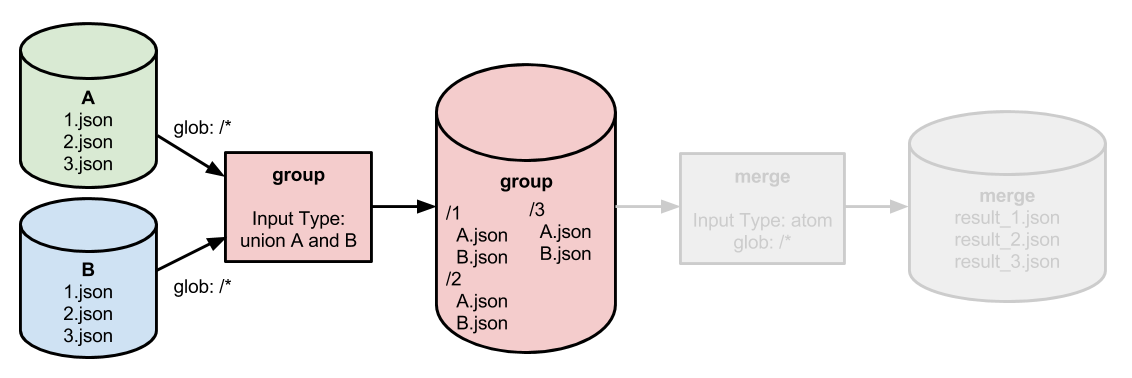 A
1.json
2.json
3.json
glob: /*
B
1.json
2.json
3.json
glob: /*
group
Input Type:
union A and B
group
/1
A.json
B.json
/2
A.json
B.json
/3
A.json
B.json
merge
Input Type: atom
glob: /*
merge
result_1.json
result_2.json
result_3.json